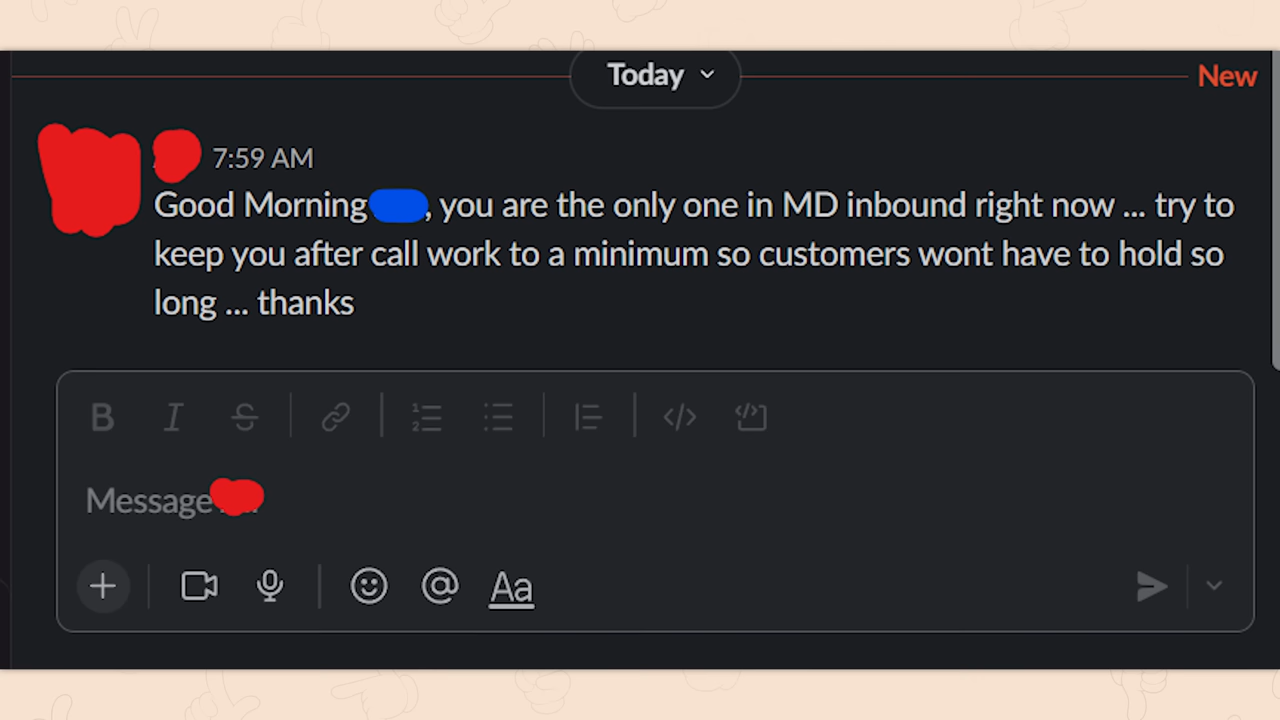 Today
New
7:59 AM
Good Morning , you are the only one in MD inbound right now ... try to
keep you after call work to a minimum so customers wont have to hold so
long ... thanks
B I S
Message
Aa